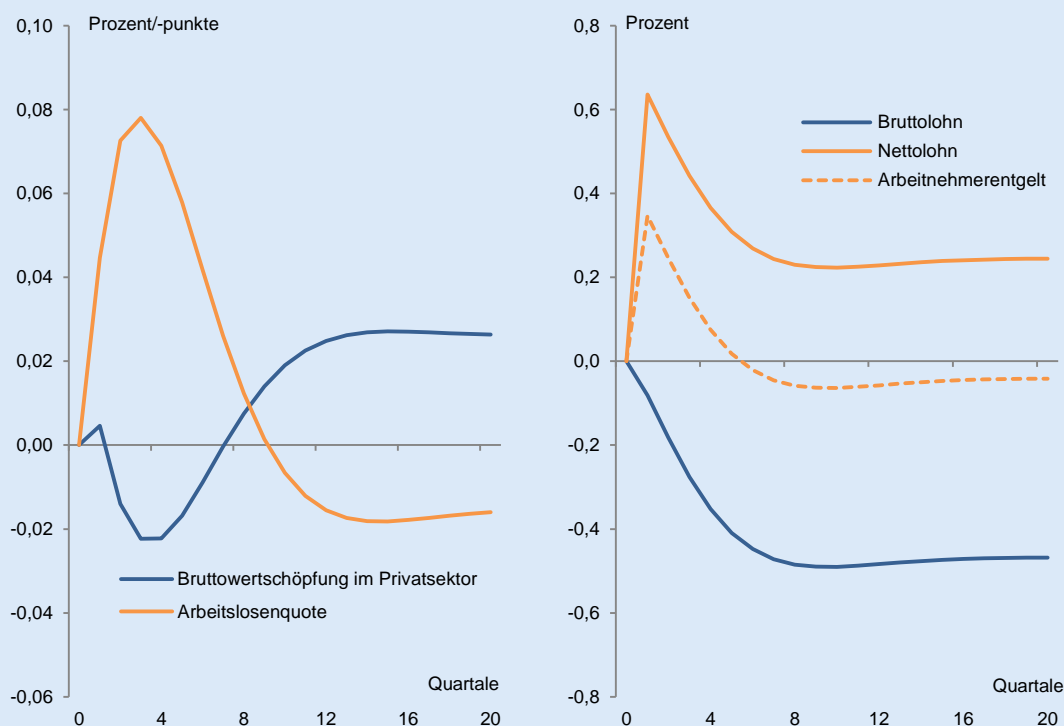 Prozent/-punkte
0,10
0,08
0,06
0,04
0,02
0,00
-0,02
-0,04
-0,06
Bruttowertschöpfung im Privatsektor
Arbeitslosenquote
Quartale
0 4 8 12 16 20
Prozent
0,8
0,6
0,4
0,2
0,0
-0,2
-0,4
-0,6
-0,8
Bruttolohn
Nettolohn
Arbeitnehmerentgelt
Quartale
0 4 8 12 16 20